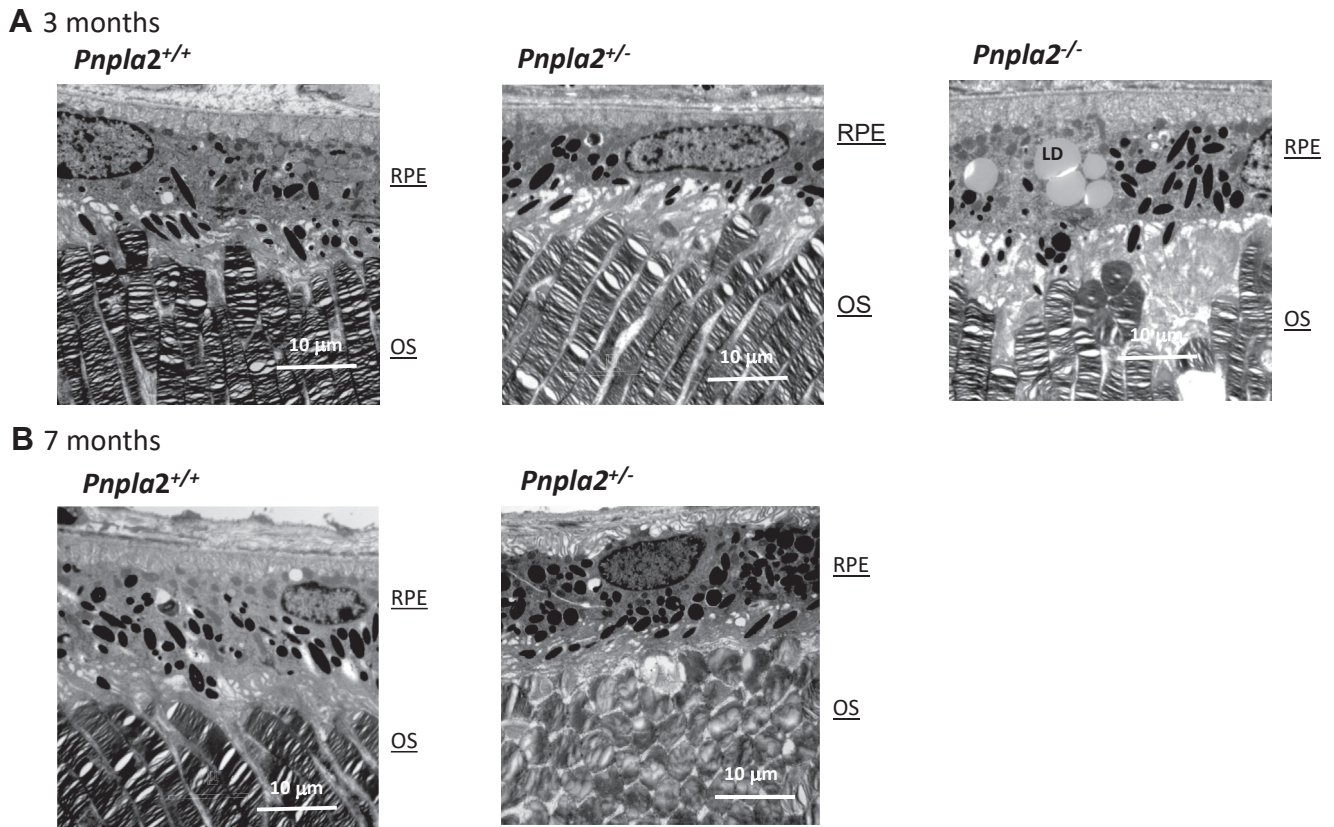 A 3 months
Pnpla2+/+
Pnpla2+/-
Pnpla2-/-
RPE
RPE
LD
RPE
OS
OS
OS
10 µm
10 µm
10 µm
B 7 months
Pnpla2+/+
Pnpla2+/-
RPE
RPE
OS
OS
10 µm
10 µm